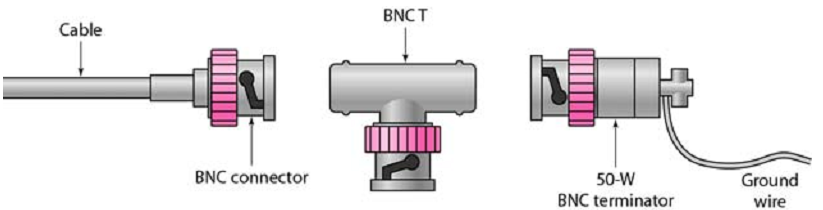 Cable
BNC T
BNC connector
50-W
BNC terminator
Ground
wire